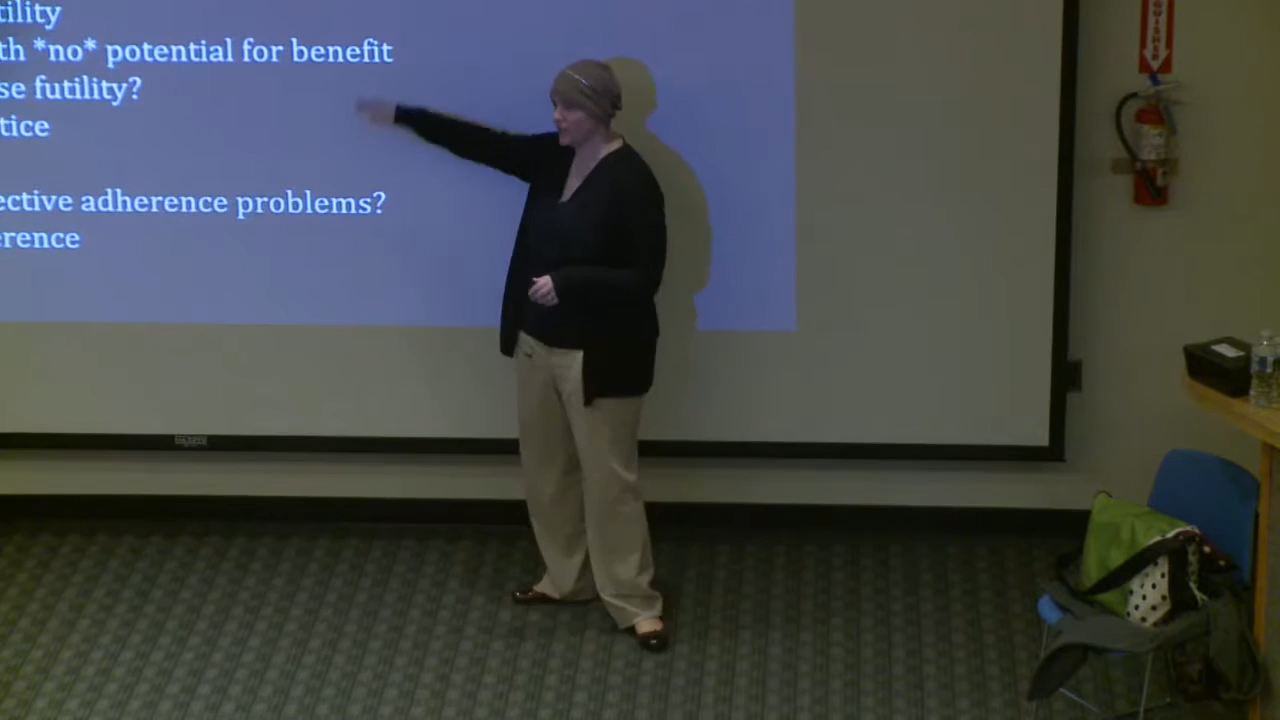 tility
th *no* potential for benefit
se futility?
tice
ective adherence problems?
erence